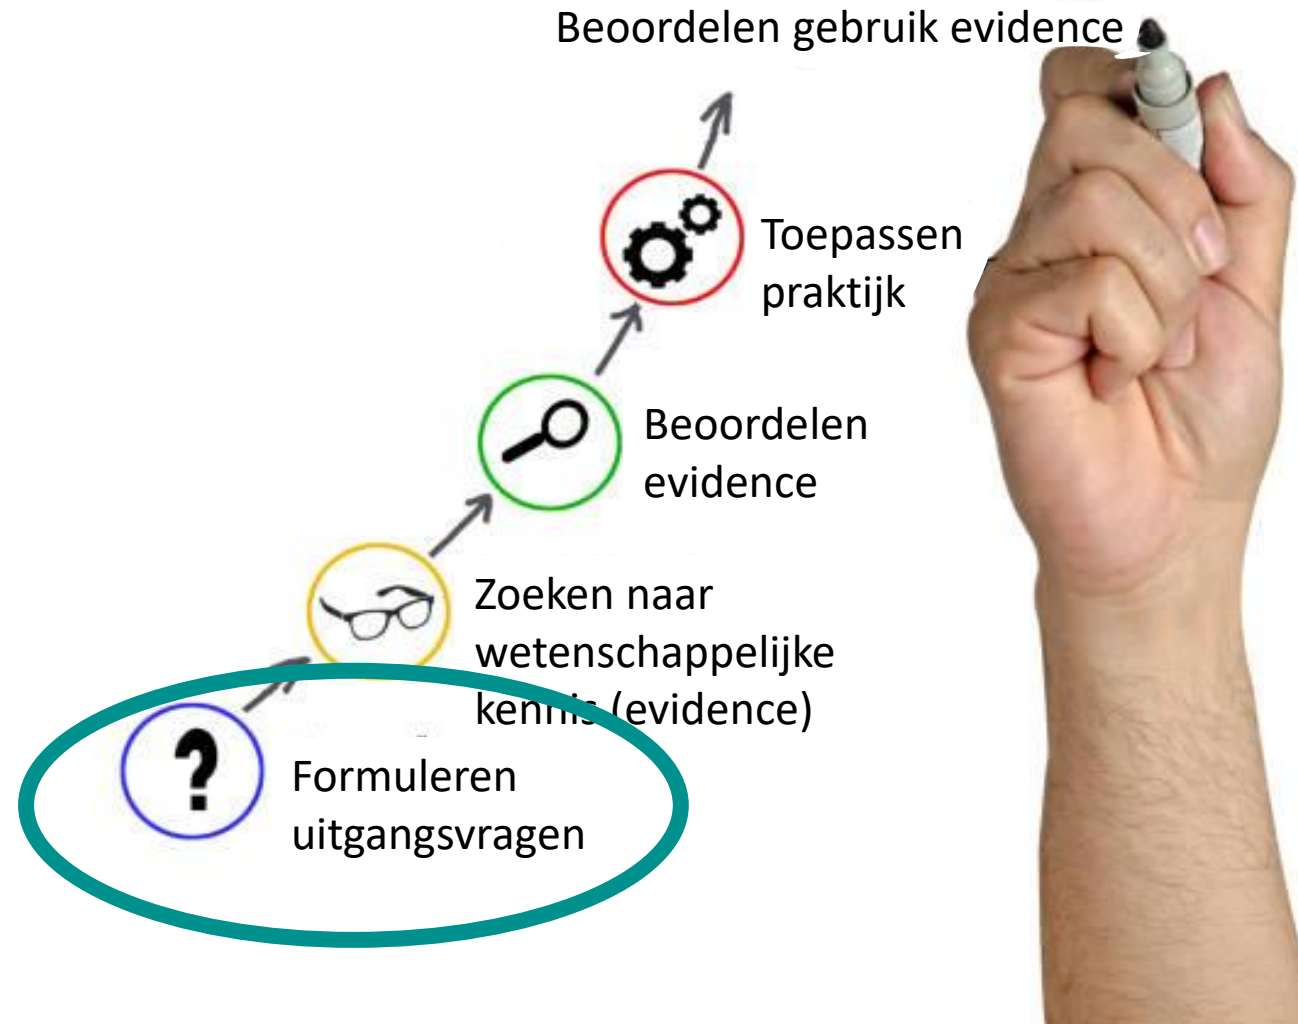 Beoordelen gebruik evidence
Toepassen
praktijk
Beoordelen
evidence
Zoeken naar
wetenschappelijke
kennis (evidence)
Formuleren
uitgangsvragen